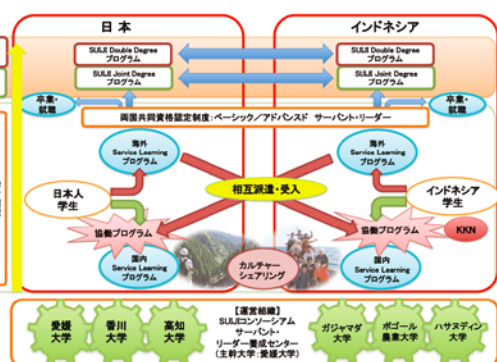 日本
インドネシア
SUIJI Double Degree
プログラム
SUIJI Double Degree
プログラム
SUIJI Joint Degree
プログラム
SUIJI Joint Degree
プログラム
卒業・
就職
卒業・
就職
両国共同資格認定制度:ベーシック/アドバンスド サーバント・リーダー
海外
Service Learning
プログラム
海外
Service Learning
プログラム
日本人
学生
相互派遣・受入
インドネシア
学生
協働プログラム
協働プログラム
KKN
国内
Service Learning
プログラム
カルチャー
シェアリング
国内
Service Learning
プログラム
愛媛
大学
香川
大学
高知
大学
【運営組織】
SUIJIコンソーシアム
サーバント・
リーダー養成センター
(主幹大学:愛媛大学)
ガジャマダ
大学
ボゴール
農業大学
ハサヌディン
大学